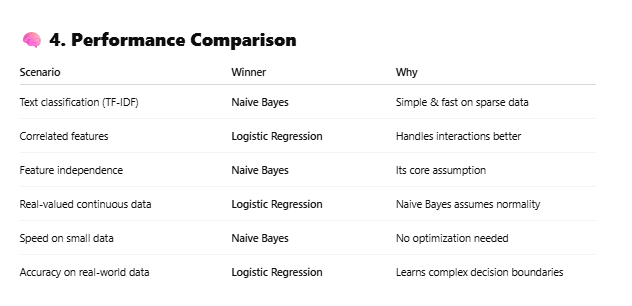 🧠 4. Performance Comparison
Scenario Winner Why
Text classification (TF-IDF) Naive Bayes Simple & fast on sparse data
Correlated features Logistic Regression Handles interactions better
Feature independence Naive Bayes Its core assumption
Real-valued continuous data Logistic Regression Naive Bayes assumes normality
Speed on small data Naive Bayes No optimization needed
Accuracy on real-world data Logistic Regression Learns complex decision boundaries